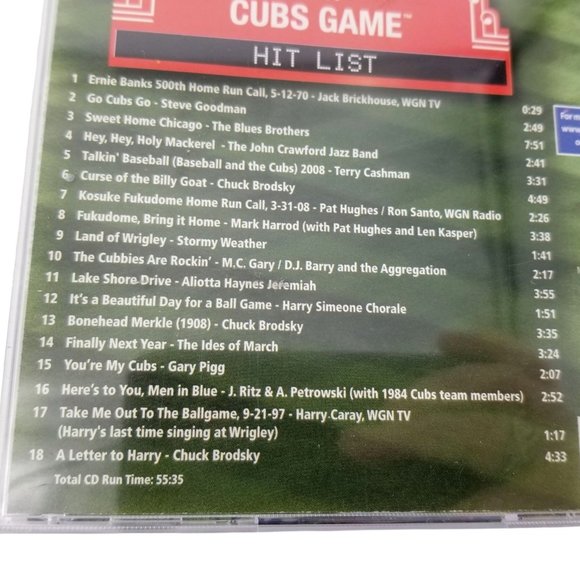 CUBS GAME™
HIT LIST
1 Ernie Banks 500th Home Run Call, 5-12-70 - Jack Brickhouse, WGN TV 0:29
2 Go Cubs Go - Steve Goodman 2:49
3 Sweet Home Chicago - The Blues Brothers 7:51
4 Hey, Hey, Holy Mackerel - The John Crawford Jazz Band 2:41
5 Talkin' Baseball (Baseball and the Cubs) 2008 - Terry Cashman 3:31
6 Curse of the Billy Goat - Chuck Brodsky 4:49
7 Kosuke Fukudome Home Run Call, 3-31-08 - Pat Hughes / Ron Santo, WGN Radio 2:26
8 Fukudome, Bring it Home - Mark Harrod (with Pat Hughes and Len Kasper) 3:38
9 Land of Wrigley - Stormy Weather 1:41
10 The Cubbies Are Rockin' - M.C. Gary / D.J. Barry and the Aggregation 2:17
11 Lake Shore Drive - Aliotta Haynes Jeremiah 3:55
12 It's a Beautiful Day for a Ball Game - Harry Simeone Chorale 1:51
13 Bonehead Merkle (1908) - Chuck Brodsky 3:35
14 Finally Next Year - The Ides of March 3:24
15 You're My Cubs - Gary Pigg 2:07
16 Here's to You, Men in Blue - J. Ritz & A. Petrowski (with 1984 Cubs team members) 2:52
17 Take Me Out To The Ballgame, 9-21-97 - Harry Caray, WGN TV
(Harry's last time singing at Wrigley) 1:17
18 A Letter to Harry - Chuck Brodsky 4:33
Total CD Run Time: 55:35
For m
www.